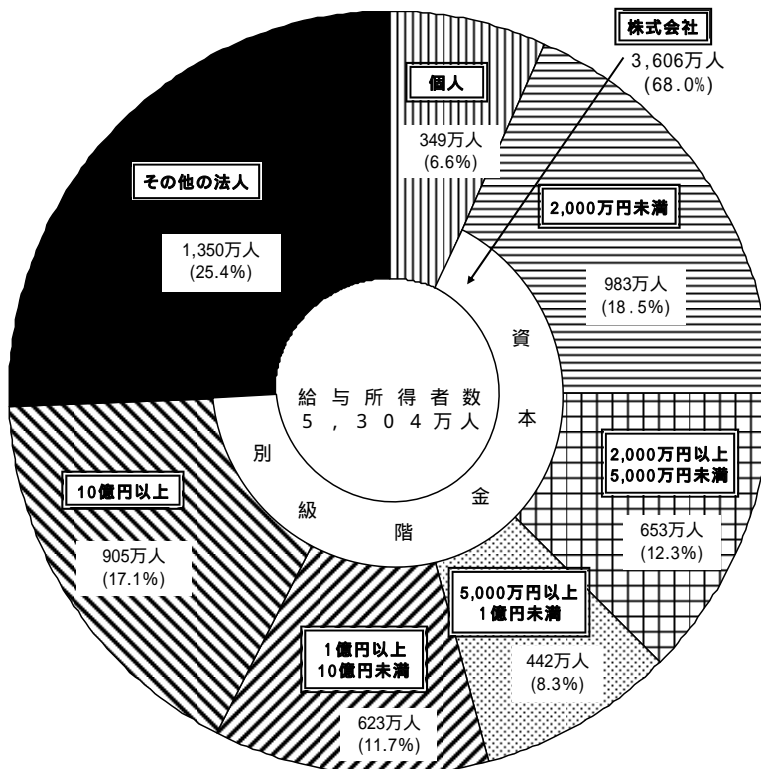 株式会社
3,606万人
(68.0%)
個人
349万人
(6.6%)
その他の法人
1,350万人
(25.4%)
2,000万円未満
983万人
(18.5%)
給与所得者数
5,304万人
資本金階級別
2,000万円以上
5,000万円未満
653万人
(12.3%)
10億円以上
905万人
(17.1%)
5,000万円以上
1億円未満
442万人
(8.3%)
1億円以上
10億円未満
623万人
(11.7%)